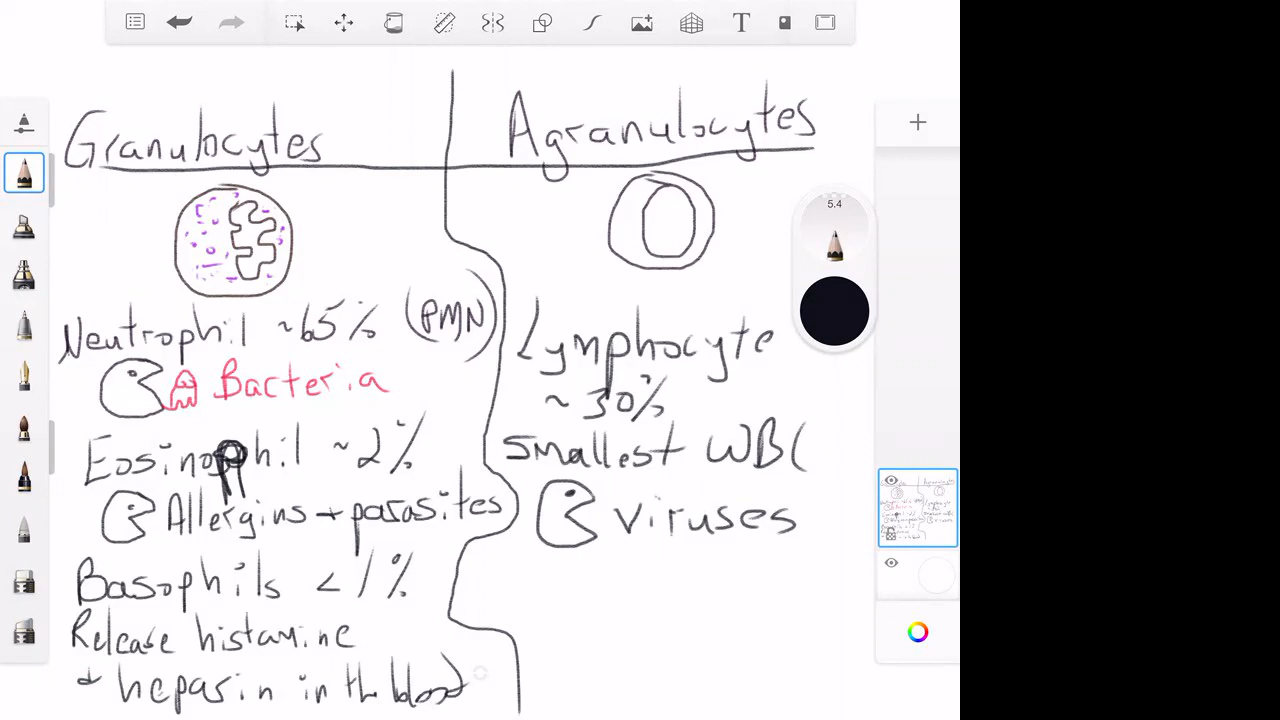 Granulocytes
Neutrophil ~65% (PMN)
Bacteria
Eosinophil ~2%
Allergins + parasites
Basophils <1%
Release histamine
+ heparin in the blood
Agranulocytes
Lymphocyte
~30%
Smallest WBC
viruses
T
5.4